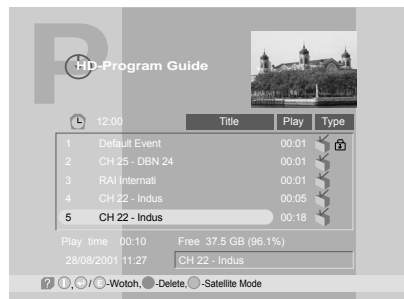 P
HD-Program Guide
12:00 Title Play Type
1 Default Event 00:01
2 CH 25 - DBN 24 00:01
3 RAI Internati 00:01
4 CH 22 - Indus 00:05
5 CH 22 - Indus 00:18
Play time 00:10 Free 37.5 GB (96.1%)
28/08/2001 11:27 CH 22 - Indus
? / -Wotoh, -Delete, -Satellite Mode